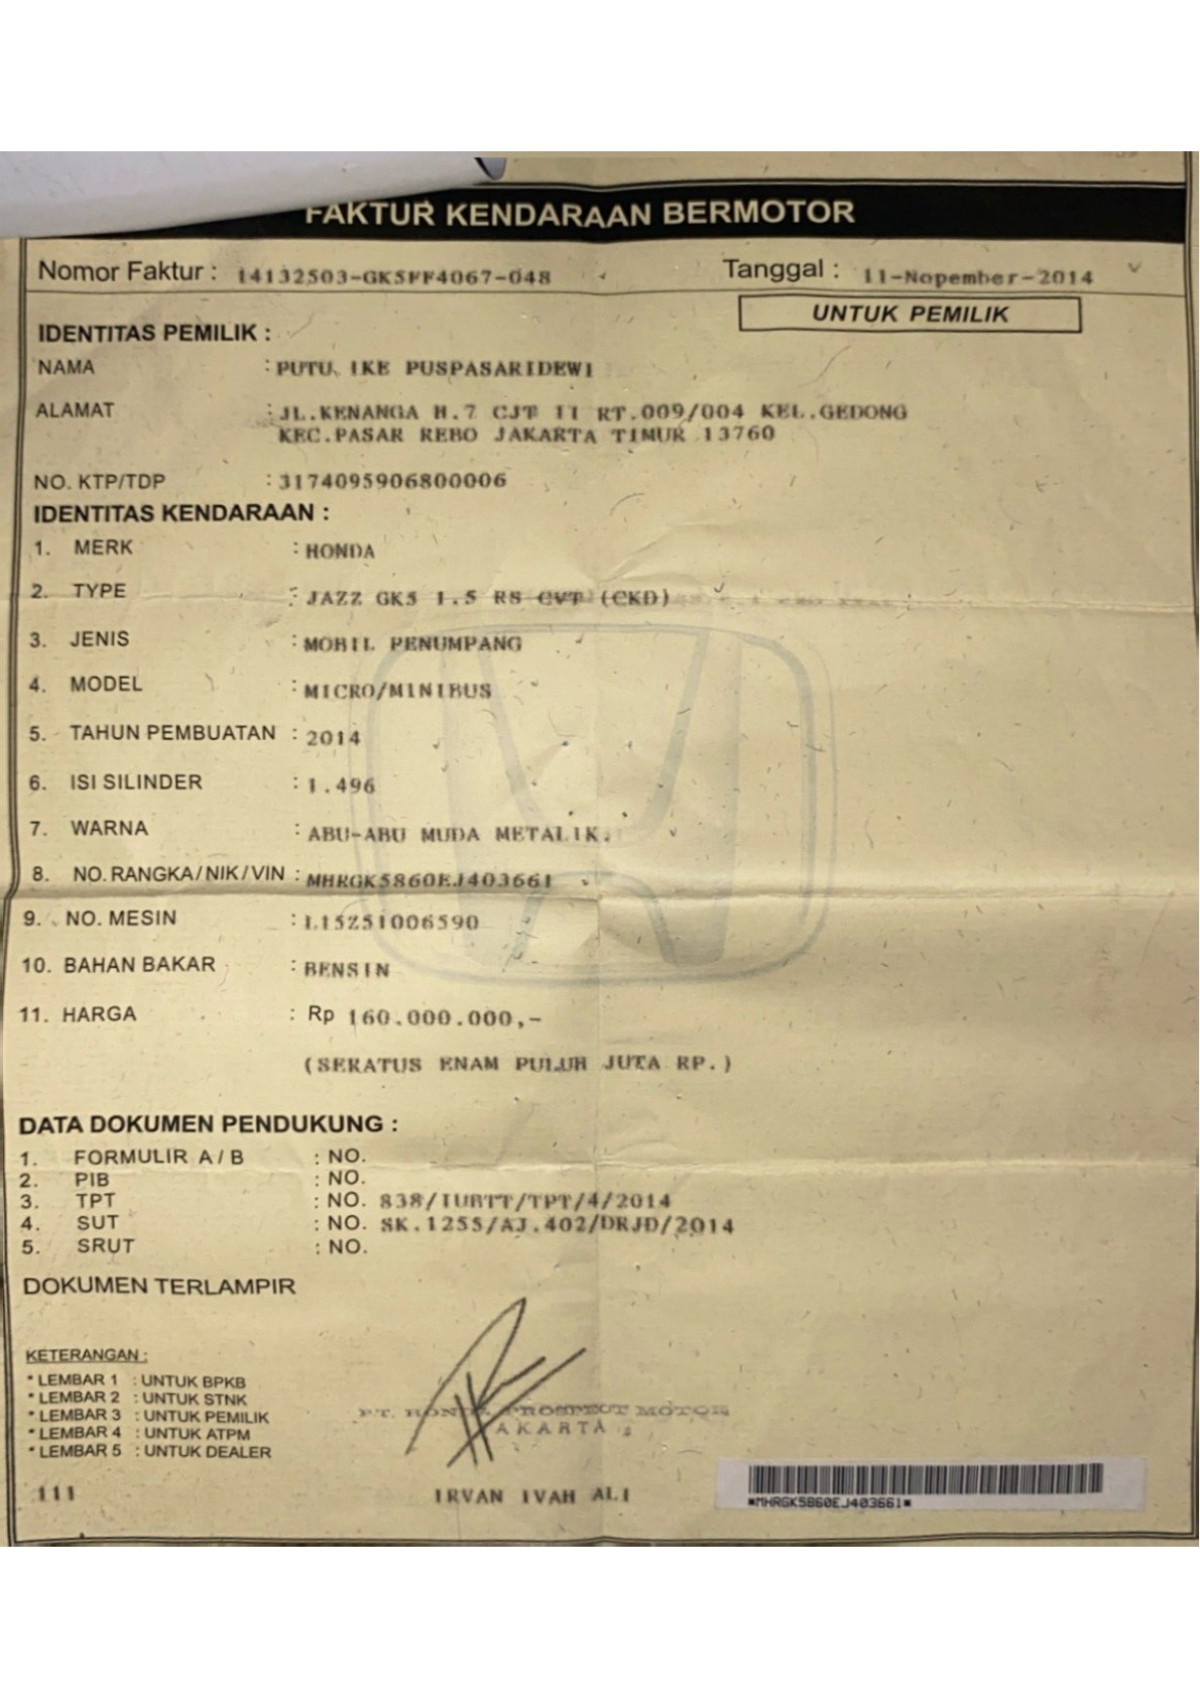 FAKTUR KENDARAAN BERMOTOR
Nomor Faktur : 14132503-GK5FF4067-048 Tanggal : 11-Nopember-2014
UNTUK PEMILIK
IDENTITAS PEMILIK :
NAMA : PUTU IKE PUSPASARIDEWI
ALAMAT : JL.KENANGA H.7 CJT II RT.009/004 KEL.GEDONG
KEC.PASAR REBO JAKARTA TIMUR 13760
NO. KTP/TDP : 3174095906800006
IDENTITAS KENDARAAN :
1. MERK : HONDA
2. TYPE : JAZZ GK5 1.5 RS CVT (CKD)
3. JENIS : MOBIL PENUMPANG
4. MODEL : MICRO/MINIBUS
5. TAHUN PEMBUATAN : 2014
6. ISI SILINDER : 1.496
7. WARNA : ABU-ABU MUDA METALIK.
8. NO. RANGKA/NIK/VIN : MHRGK5860EJ403661
9. NO. MESIN : L15Z51006590
10. BAHAN BAKAR : BENSIN
11. HARGA : Rp 160.000.000,-
(SERATUS ENAM PULUH JUTA RP.)
DATA DOKUMEN PENDUKUNG :
1. FORMULIR A / B : NO.
2. PIB : NO.
3. TPT : NO. 838/IUBTT/TPT/4/2014
4. SUT : NO. SK.1255/AJ.402/DRJD/2014
5. SRUT : NO.
DOKUMEN TERLAMPIR
KETERANGAN :
* LEMBAR 1 : UNTUK BPKB
* LEMBAR 2 : UNTUK STNK
* LEMBAR 3 : UNTUK PEMILIK
* LEMBAR 4 : UNTUK ATPM
* LEMBAR 5 : UNTUK DEALER
PT. HONDA PROSPECT MOTOR
JAKARTA
111 IRVAN IVAH ALI
*MHRGK5860EJ403661*